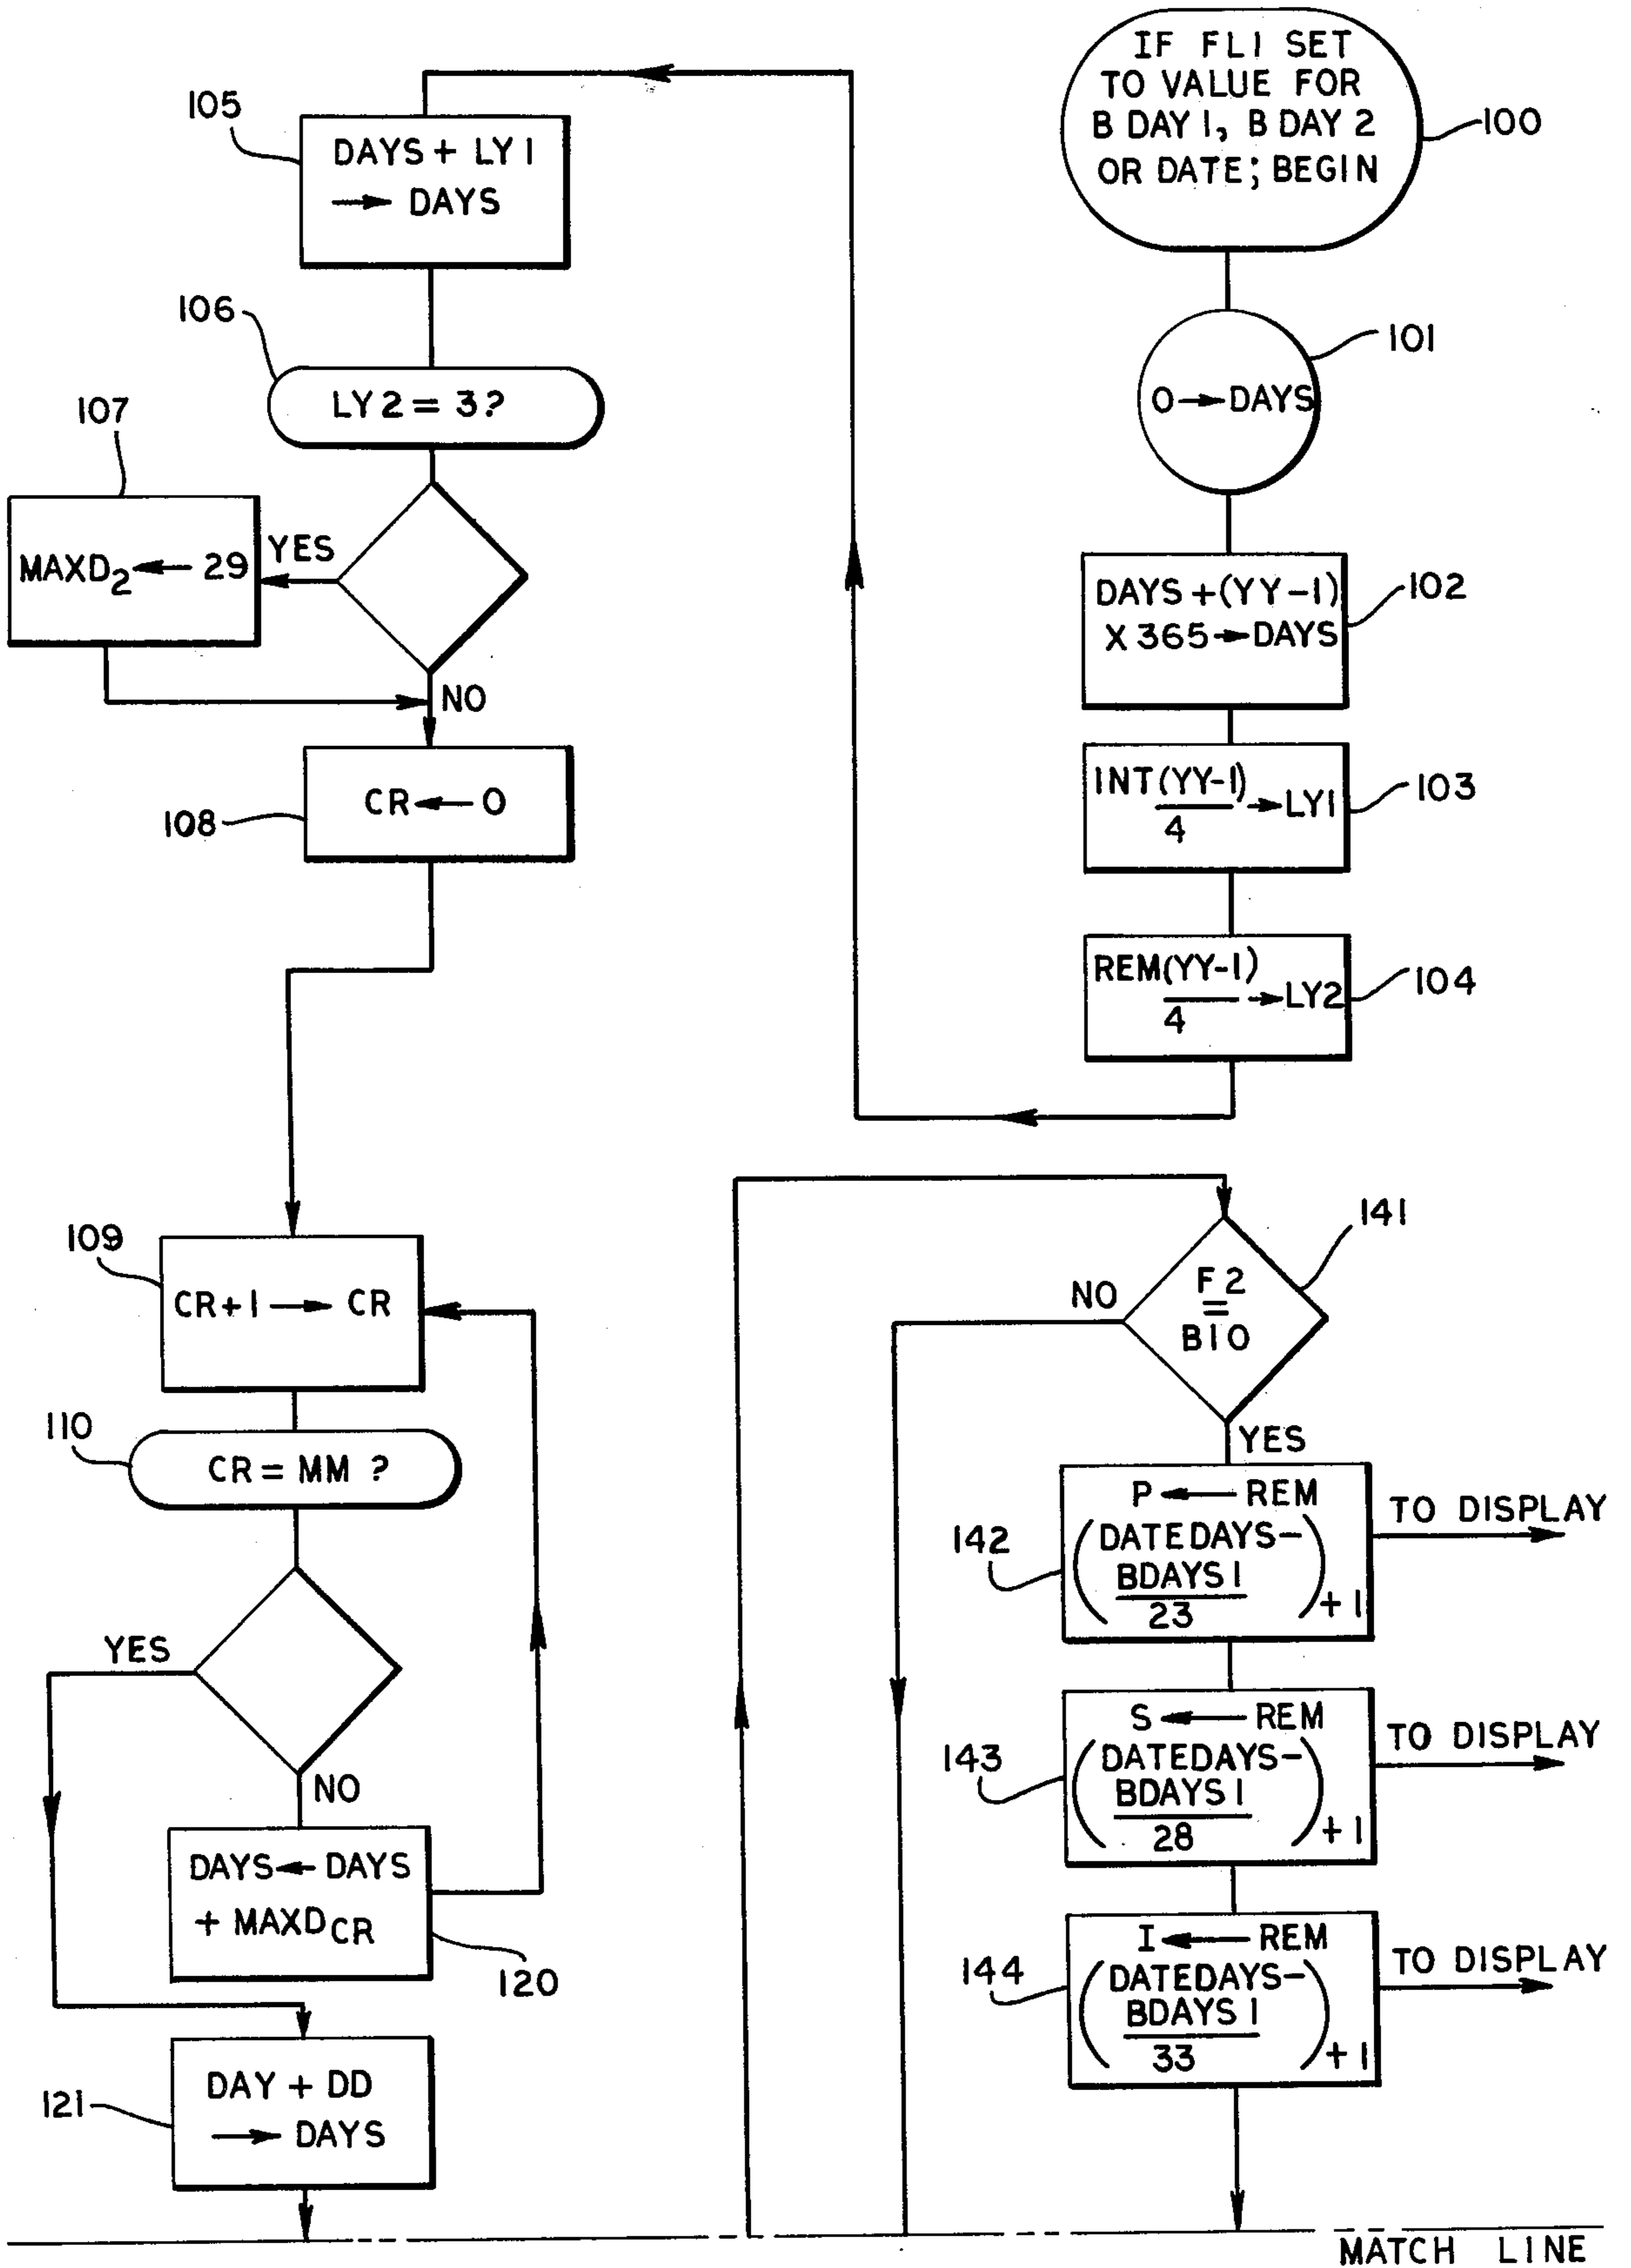 IF FL1 SET
TO VALUE FOR
B DAY 1, B DAY 2
OR DATE; BEGIN
100
101
0→DAYS
DAYS+(YY-1)
X 365→DAYS
102
INT(YY-1)
4
→LY1
103
REM(YY-1)
4
→LY2
104
105
DAYS + LY1
→ DAYS
106
LY2 = 3?
107
YES
MAXD2 ← 29
NO
CR ← 0
108
109
CR+1 → CR
110
CR = MM ?
YES
NO
DAYS ← DAYS
+ MAXDCR
120
DAY + DD
→ DAYS
121
141
F2
=
BIO
NO
YES
P ← REM
(DATEDAYS-
BDAYS1
23
) +1
142
TO DISPLAY
S ← REM
(DATEDAYS-
BDAYS1
28
) +1
143
TO DISPLAY
I ← REM
(DATEDAYS-
BDAYS1
33
) +1
144
TO DISPLAY
MATCH LINE